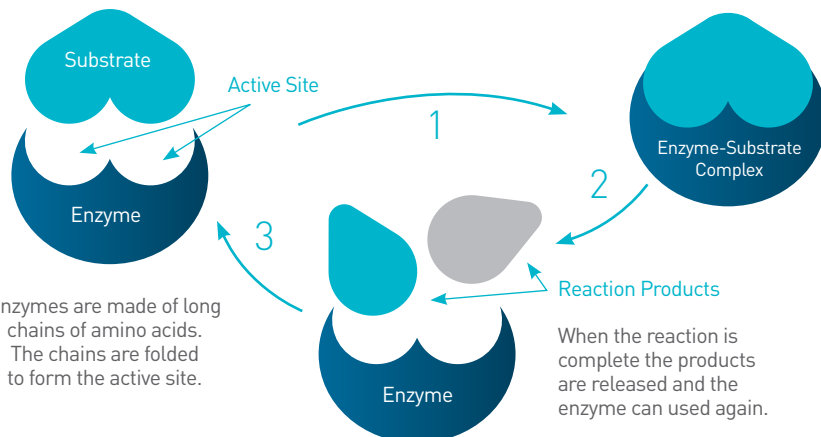 Substrate
Active Site
1
Enzyme-Substrate
Complex
Enzyme
2
3
Reaction Products
nzymes are made of long
chains of amino acids.
The chains are folded
to form the active site.
When the reaction is
complete the products
are released and the
enzyme can used again.
Enzyme